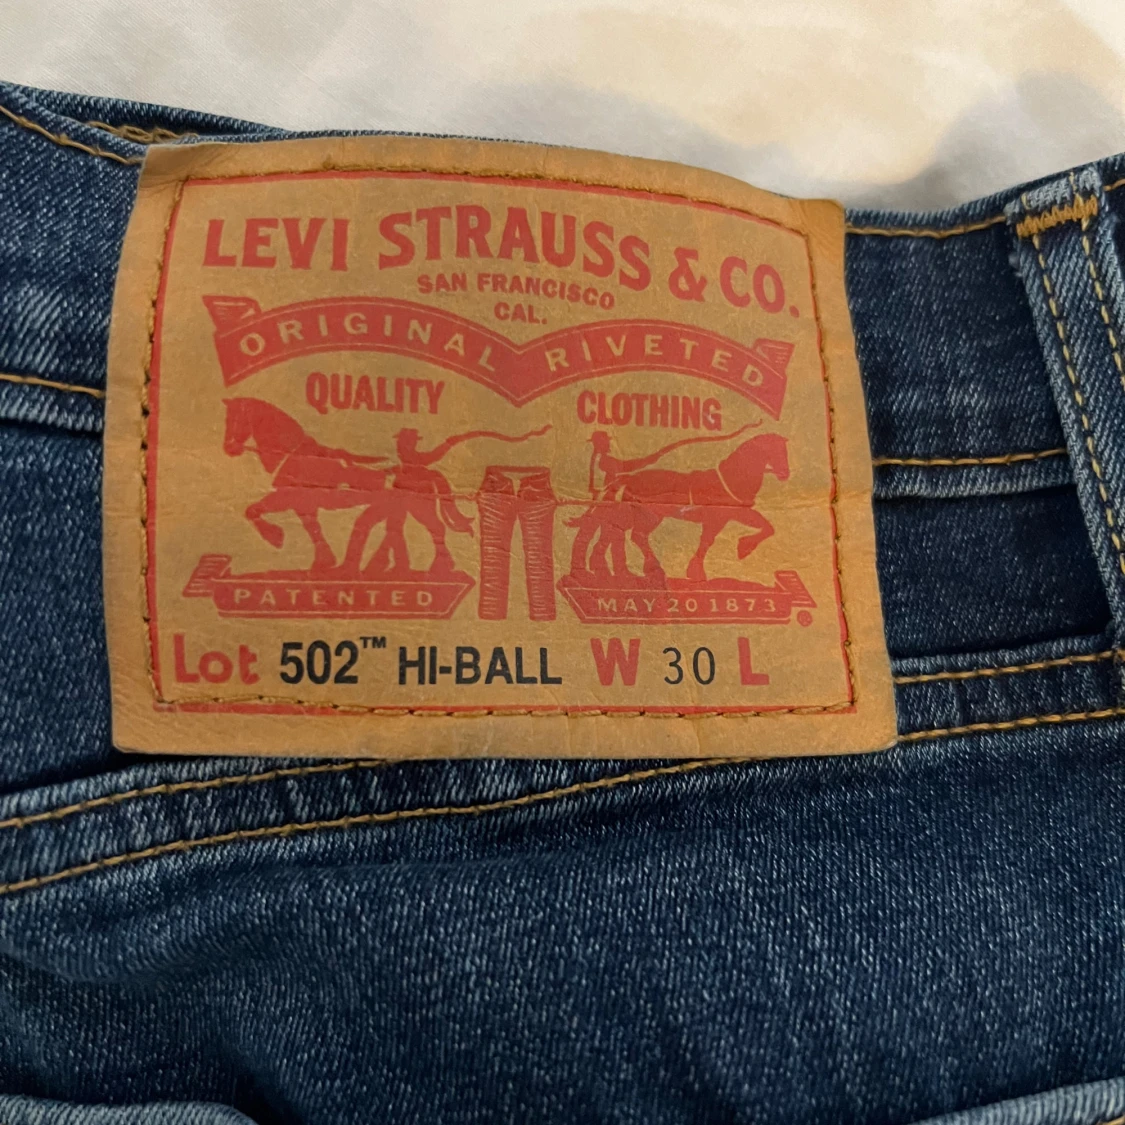 LEVI STRAUSS & CO.
SAN FRANCISCO
CAL.
ORIGINAL RIVETED
QUALITY CLOTHING
PATENTED MAY 20 1873 ®
Lot 502™ HI-BALL W 30 L